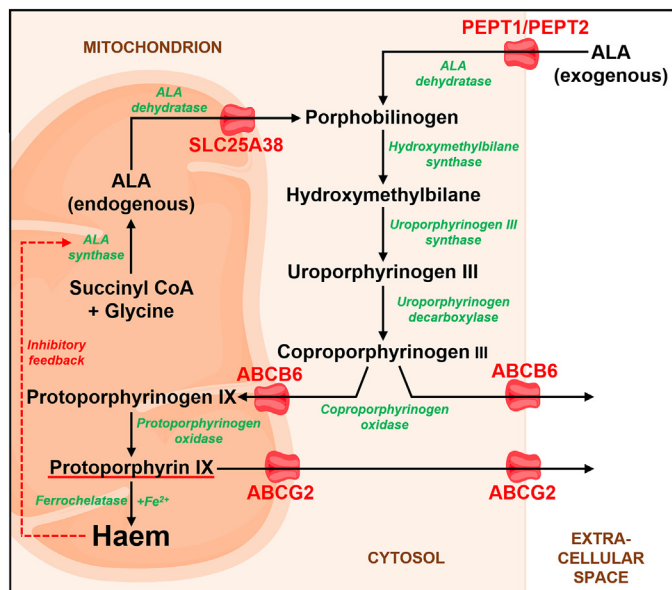 PEPT1/PEPT2
MITOCHONDRION
ALA
(exogenous)
ALA
dehydratase
ALA
dehydratase
Porphobilinogen
SLC25A38
Hydroxymethylbilane
synthase
ALA
(endogenous)
Hydroxymethylbilane
ALA
synthase
Uroporphyrinogen III
synthase
Succinyl CoA
+ Glycine
Uroporphyrinogen III
Uroporphyrinogen
decarboxylase
Inhibitory
feedback
Coproporphyrinogen III
ABCB6
ABCB6
Protoporphyrinogen IX
Coproporphyrinogen
oxidase
Protoporphyrinogen
oxidase
Protoporphyrin IX
ABCG2
ABCG2
Ferrochelatase +Fe²⁺
Haem
CYTOSOL
EXTRA-
CELLULAR
SPACE